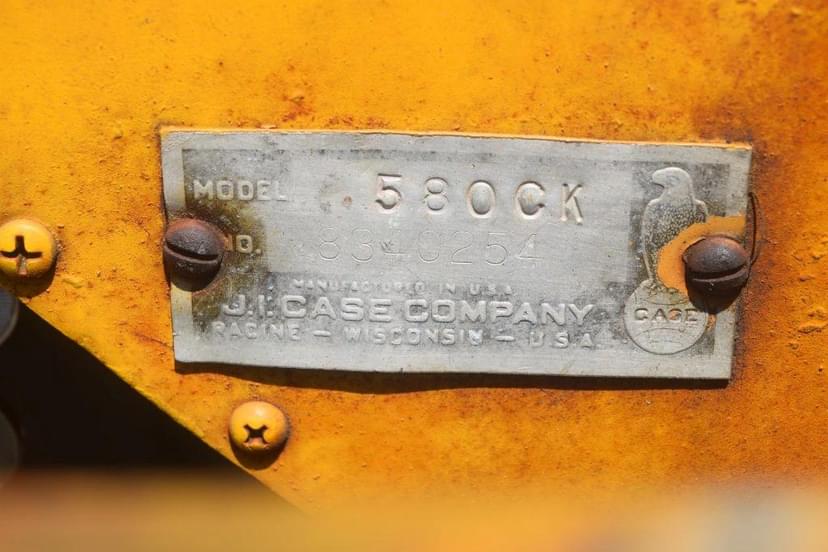 MODEL 580CK
NO. 8340254
MANUFACTURED IN U.S.A.
J.I. CASE COMPANY
RACINE – WISCONSIN – U.S.A.
CASE